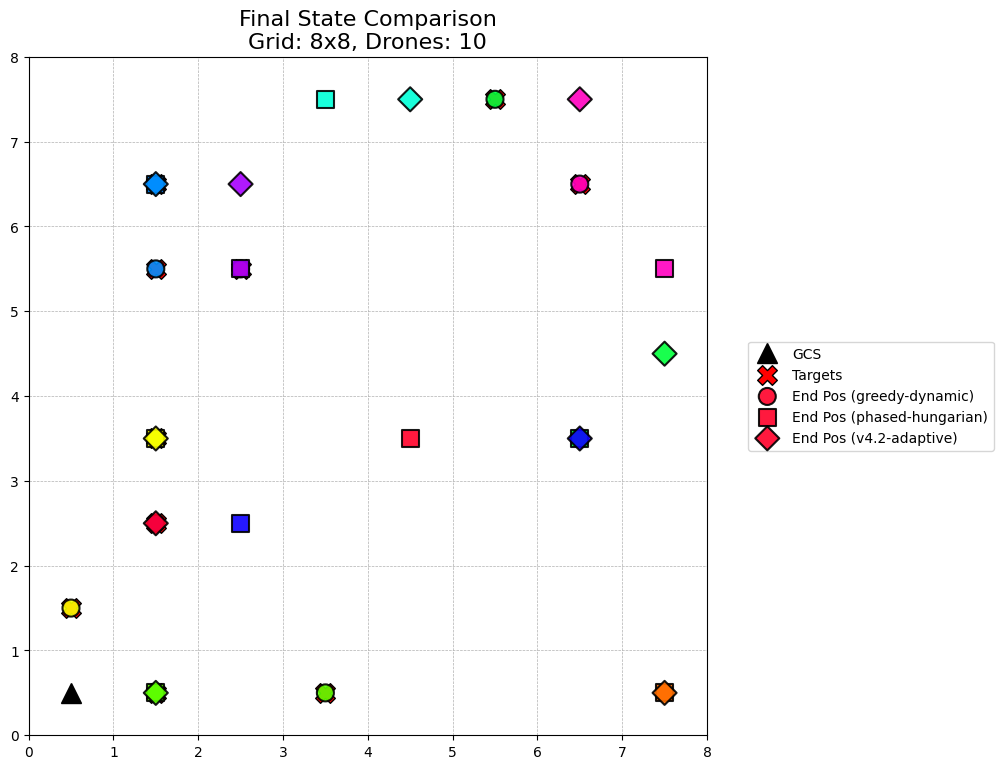 Final State Comparison
Grid: 8x8, Drones: 10
8
7
6
5
4
3
2
1
0
0 1 2 3 4 5 6 7 8
GCS
Targets
End Pos (greedy-dynamic)
End Pos (phased-hungarian)
End Pos (v4.2-adaptive)